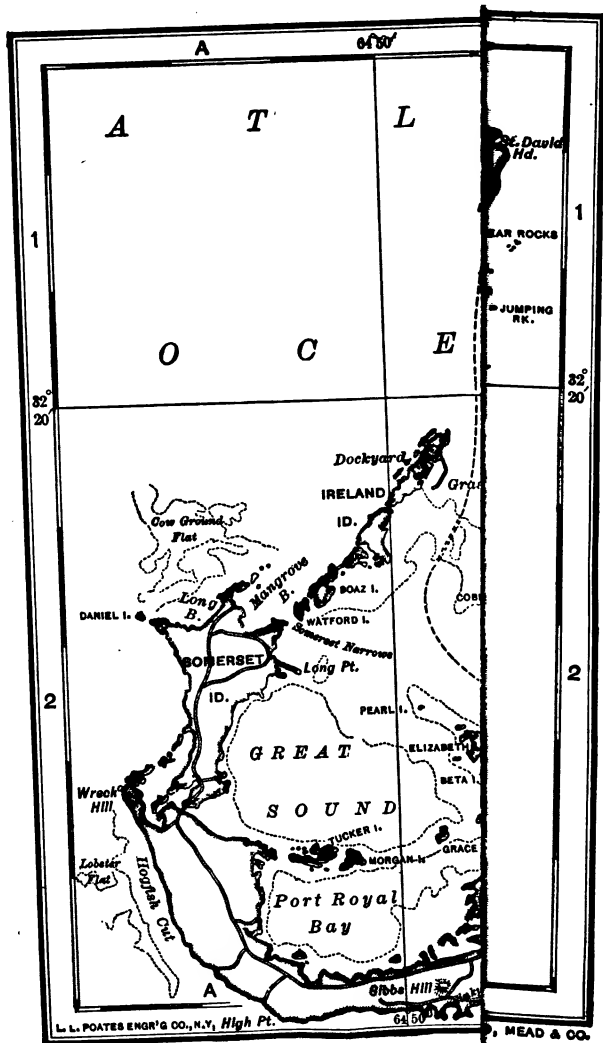 A
64°50'
A T L
St. David
Hd.
1
1
EAR ROCKS
JUMPING
RK.
O C E
32°
20'
32°
20'
Dockyard
IRELAND
ID.
Gras
Cow Ground
Flat
Mangrove
B.
Long
B.
BOAZ I.
COBB
DANIEL I.
WATFORD I.
Somerset Narrows
SOMERSET
ID.
Long Pt.
2
2
PEARL I.
GREAT
ELIZABETH
BETA I.
Wreck
Hill
SOUND
TUCKER I.
MORGAN I.
GRACE
Lobster
Flat
Hogfish Cut
Port Royal
Bay
Gibbs Hill
A
64°50'
L. L. POATES ENGR'G CO., N.Y,
High Pt.
, MEAD & CO.